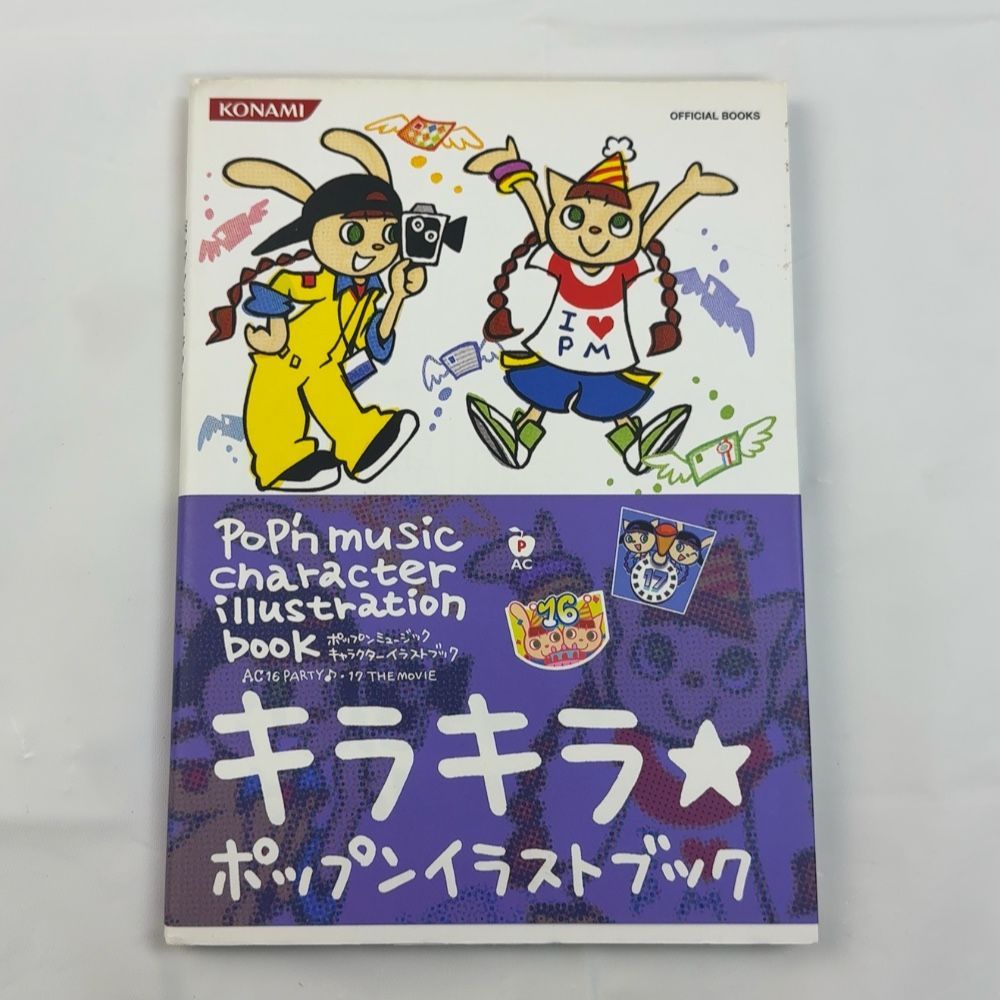 KONAMI
OFFICIAL BOOKS
I ♥
PM
PoP'n music
character
illustration
book
ポップンミュージック
キャラクターイラストブック
AC16 PARTY♪・17 THE MOVIE
P
AC
17
16
キラキラ★
ポップンイラストブック